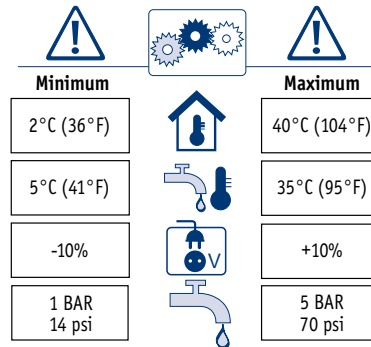 Minimum
Maximum
2°C (36°F)
40°C (104°F)
5°C (41°F)
35°C (95°F)
-10%
V
+10%
1 BAR
14 psi
5 BAR
70 psi